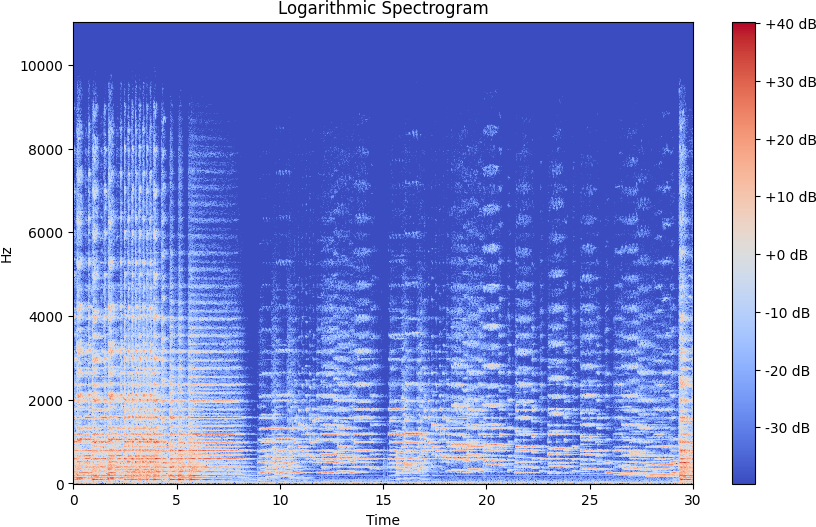 Logarithmic Spectrogram
Hz
10000
8000
6000
4000
2000
0
0 5 10 15 20 25 30
Time
+40 dB
+30 dB
+20 dB
+10 dB
+0 dB
-10 dB
-20 dB
-30 dB